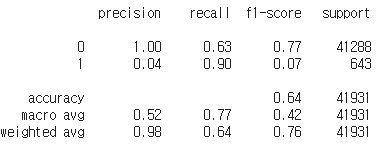 precision recall f1-score support
0 1.00 0.63 0.77 41288
1 0.04 0.90 0.07 643
accuracy 0.64 41931
macro avg 0.52 0.77 0.42 41931
weighted avg 0.98 0.64 0.76 41931